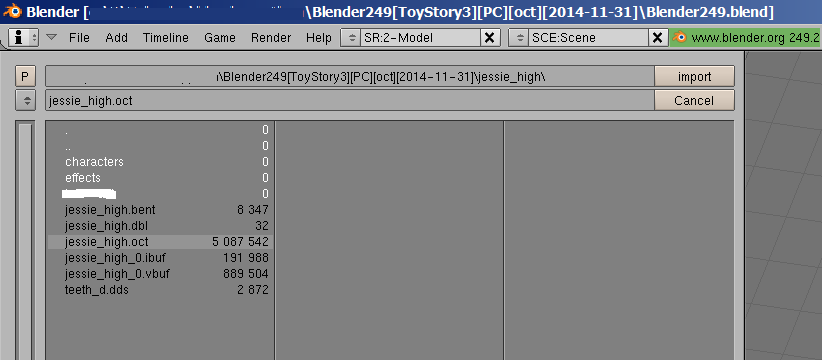 Blender [
\Blender249[ToyStory3][PC][oct][2014-11-31]\Blender249.blend]
File Add Timeline Game Render Help SR:2-Model SCE:Scene www.blender.org 249.2
P \Blender249[ToyStory3][PC][oct][2014-11-31]\jessie_high\ import
jessie_high.oct Cancel
. 0
.. 0
characters 0
effects 0
0
jessie_high.bent 8 347
jessie_high.dbl 32
jessie_high.oct 5 087 542
jessie_high_0.ibuf 191 988
jessie_high_0.vbuf 889 504
teeth_d.dds 2 872